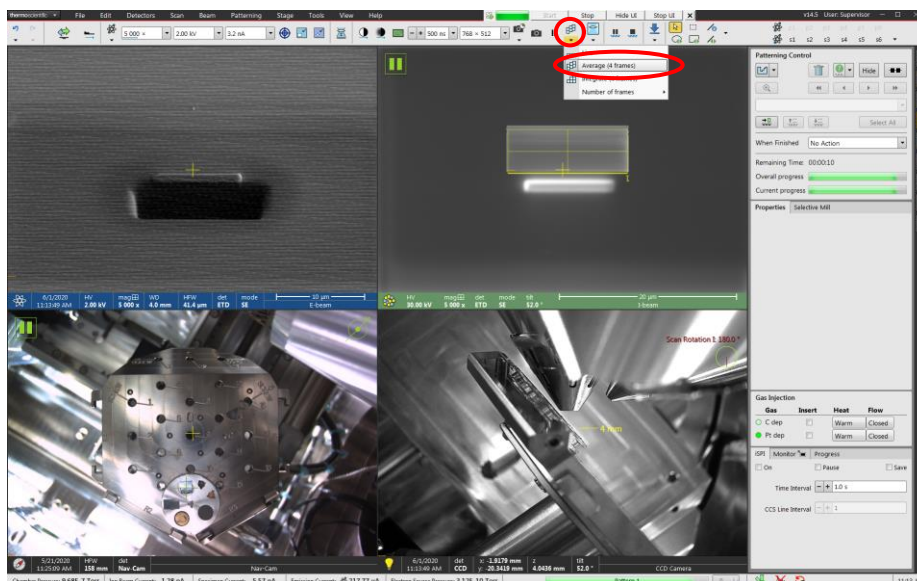 thermoscientific File Edit Detectors Scan Beam Patterning Stage Tools View Help Start Stop Hide UI Stop UI x v14.5 User: Supervisor
5 000 x 2.00 kV 3.2 nA 500 ns 768 × 512
s1 s2 s3 s4 s5 s6
Average (4 frames)
Number of frames
Patterning Control
Hide
Select All
When Finished No Action
Remaining Time: 00:00:10
Overall progress
Current progress
Properties Selective Mill
6/1/2020 HV mag WD HFW det mode 10 µm
11:13:49 AM 2.00 kV 5 000 x 4.0 mm 41.4 µm ETD SE E-beam
HV mag det mode tilt 20 µm
30.00 kV 5 000 x ETD SE 52.0 ° I-beam
Scan Rotation I: 180.0 °
4 mm
Gas Injection
Gas Insert Heat Flow
C dep Warm Closed
Pt dep Warm Closed
iSPI Monitor Progress
On Pause Save
Time Interval - + 1.0 s
CCS Line Interval - + 1
5/21/2020 HFW det
11:25:09 AM 158 mm Nav-Cam Nav-Cam
6/1/2020 det x: -1.9179 mm z tilt
11:13:49 AM CCD y: -20.3419 mm 4.0436 mm 52.0 ° CCD Camera